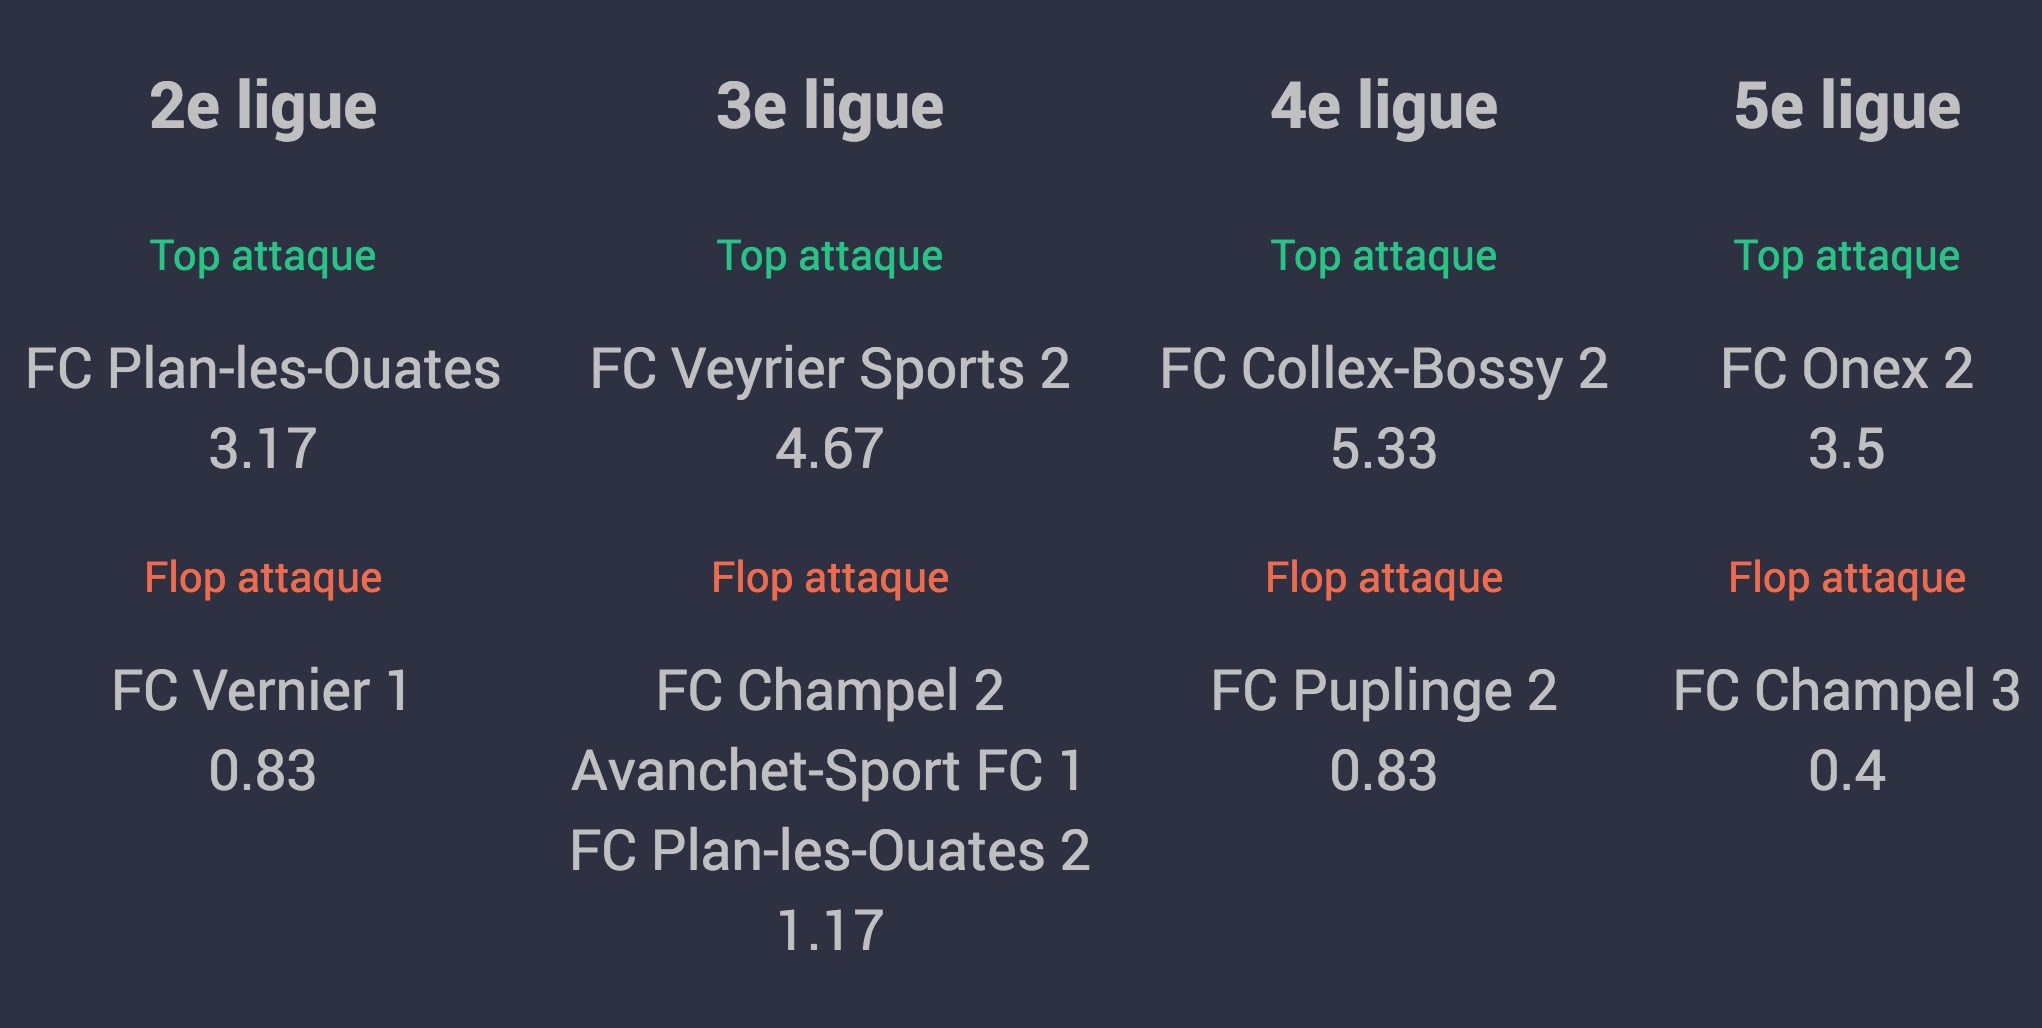 2e ligue
Top attaque
FC Plan-les-Ouates
3.17
Flop attaque
FC Vernier 1
0.83
3e ligue
Top attaque
FC Veyrier Sports 2
4.67
Flop attaque
FC Champel 2
Avanchet-Sport FC 1
FC Plan-les-Ouates 2
1.17
4e ligue
Top attaque
FC Collex-Bossy 2
5.33
Flop attaque
FC Puplinge 2
0.83
5e ligue
Top attaque
FC Onex 2
3.5
Flop attaque
FC Champel 3
0.4